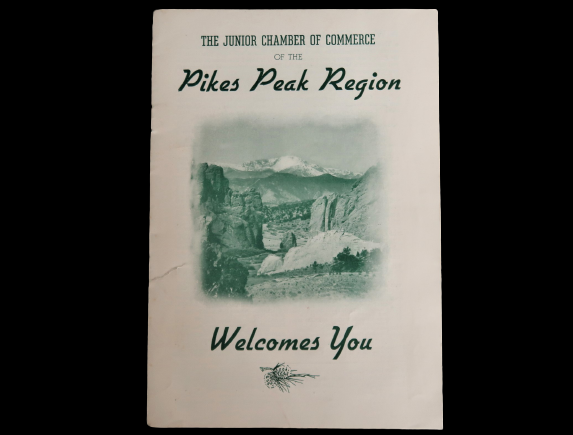 THE JUNIOR CHAMBER OF COMMERCE
OF THE
Pikes Peak Region
Welcomes You